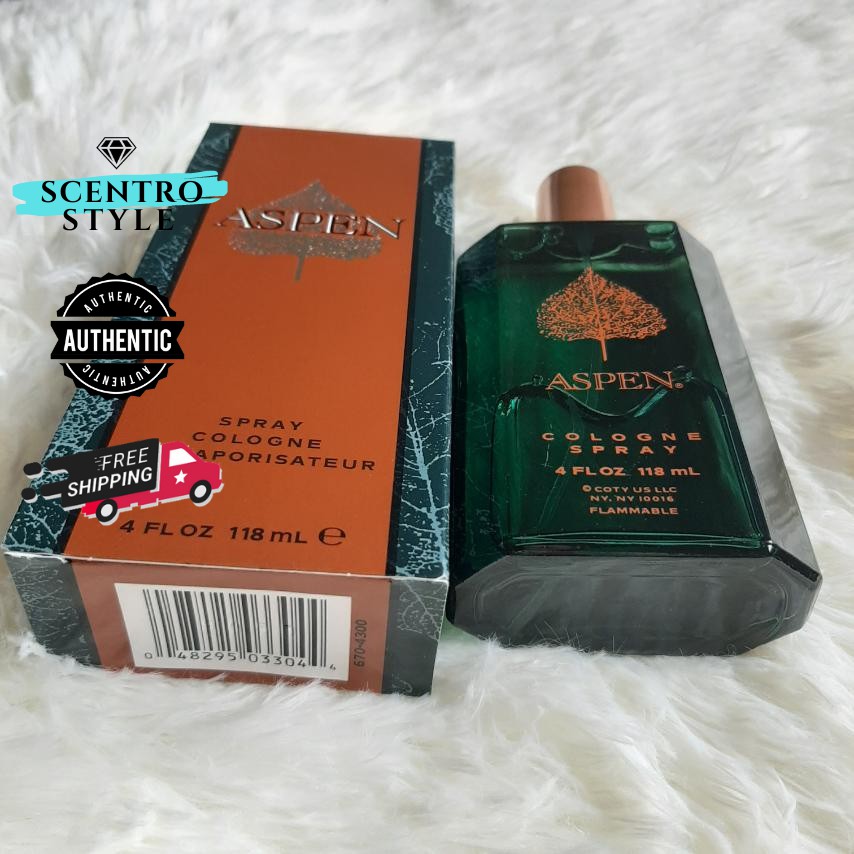 SCENTRO
STYLE
AUTHENTIC
AUTHENTIC
AUTHENTIC
FREE
SHIPPING
ASPEN
SPRAY
COLOGNE
APORISATEUR
4 FL OZ 118 mL e
0 48295 03304 4
670-4300
ASPEN®
COLOGNE
SPRAY
4 FL OZ 118 mL
© COTY US LLC
NY, NY 10016
FLAMMABLE